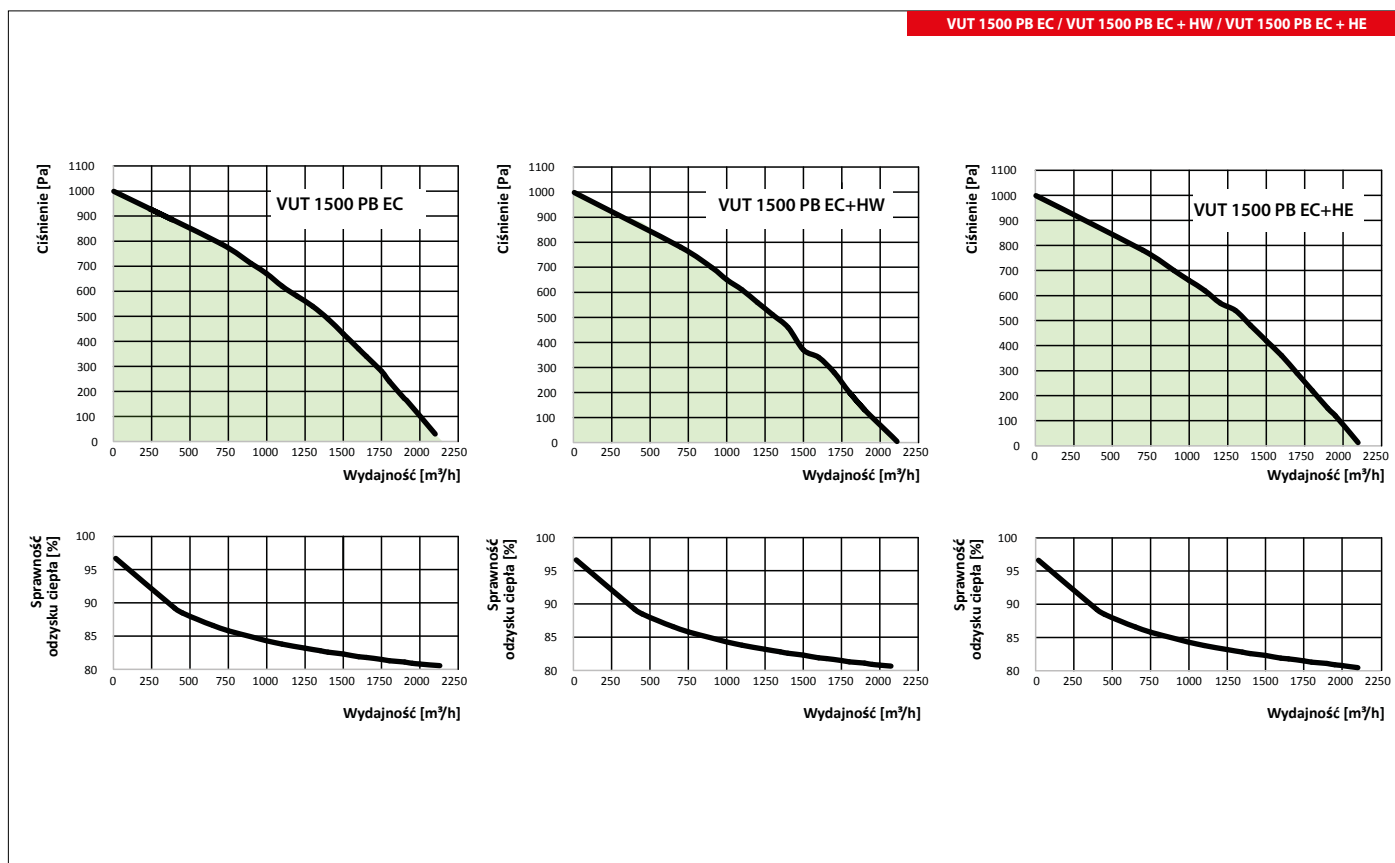 VUT 1500 PB EC / VUT 1500 PB EC + HW / VUT 1500 PB EC + HE
Ciśnienie [Pa]
1100
1000
900
800
700
600
500
400
300
200
100
0
VUT 1500 PB EC
0 250 500 750 1000 1250 1500 1750 2000 2250
Wydajność [m³/h]
Ciśnienie [Pa]
1100
1000
900
800
700
600
500
400
300
200
100
0
VUT 1500 PB EC+HW
0 250 500 750 1000 1250 1500 1750 2000 2250
Wydajność [m³/h]
Ciśnienie [Pa]
1100
1000
900
800
700
600
500
400
300
200
100
0
VUT 1500 PB EC+HE
0 250 500 750 1000 1250 1500 1750 2000 2250
Wydajność [m³/h]
Sprawność
odzysku ciepła [%]
100
95
90
85
80
0 250 500 750 1000 1250 1500 1750 2000 2250
Wydajność [m³/h]
Sprawność
odzysku ciepła [%]
100
95
90
85
80
0 250 500 750 1000 1250 1500 1750 2000 2250
Wydajność [m³/h]
Sprawność
odzysku ciepła [%]
100
95
90
85
80
0 250 500 750 1000 1250 1500 1750 2000 2250
Wydajność [m³/h]